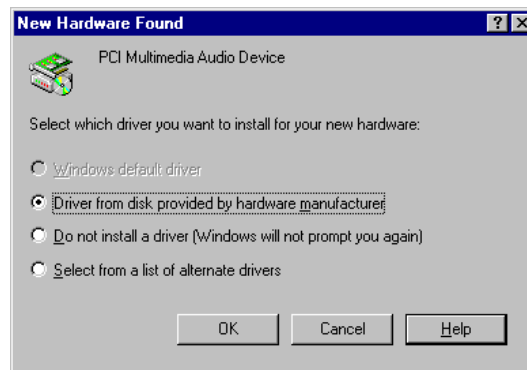 New Hardware Found
PCI Multimedia Audio Device
Select which driver you want to install for your new hardware:
Windows default driver
Driver from disk provided by hardware manufacturer
Do not install a driver (Windows will not prompt you again)
Select from a list of alternate drivers
OK Cancel Help